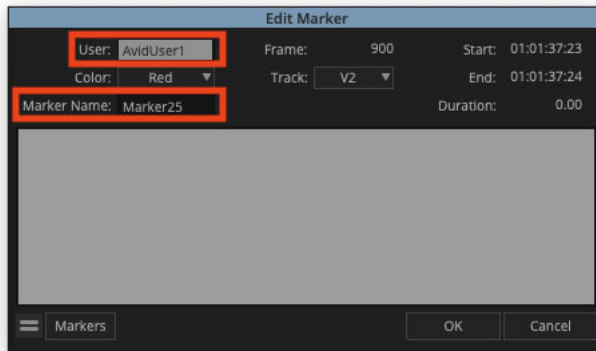 Edit Marker
User: AvidUser1 Frame: 900 Start: 01:01:37:23
Color: Red Track: V2 End: 01:01:37:24
Marker Name: Marker25 Duration: 0.00
Markers OK Cancel